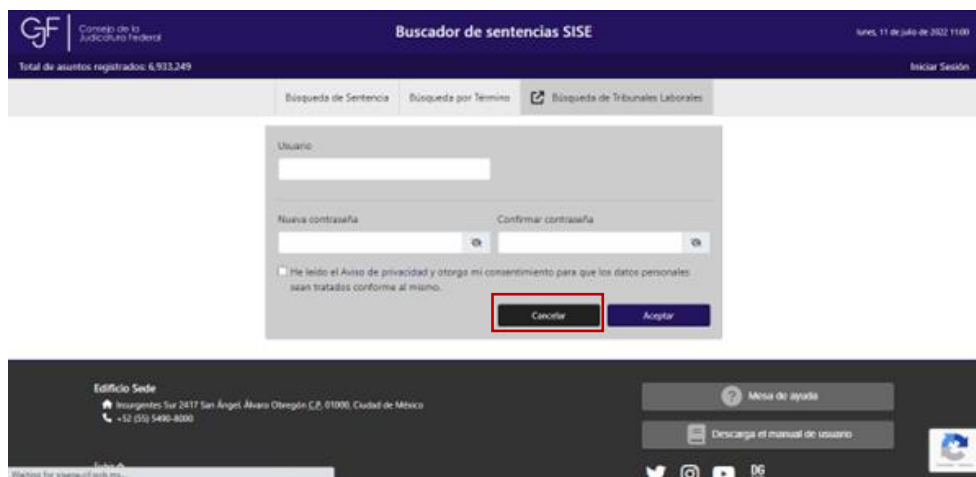 CJF
Consejo de la
Judicatura Federal
Buscador de sentencias SISE
lunes, 11 de julio de 2022 11:00
Total de asuntos registrados: 6,933,249
Iniciar Sesión
Búsqueda de Sentencia
Búsqueda por Término
Búsqueda de Tribunales Laborales
Usuario
Nueva contraseña
Confirmar contraseña
He leído el Aviso de privacidad y otorgo mi consentimiento para que los datos personales
sean tratados conforme al mismo.
Cancelar
Aceptar
Edificio Sede
Insurgentes Sur 2417 San Ángel, Álvaro Obregón C.P. 01000, Ciudad de México
+52 (55) 5490-8000
Mesa de ayuda
Descarga el manual de usuario
DG